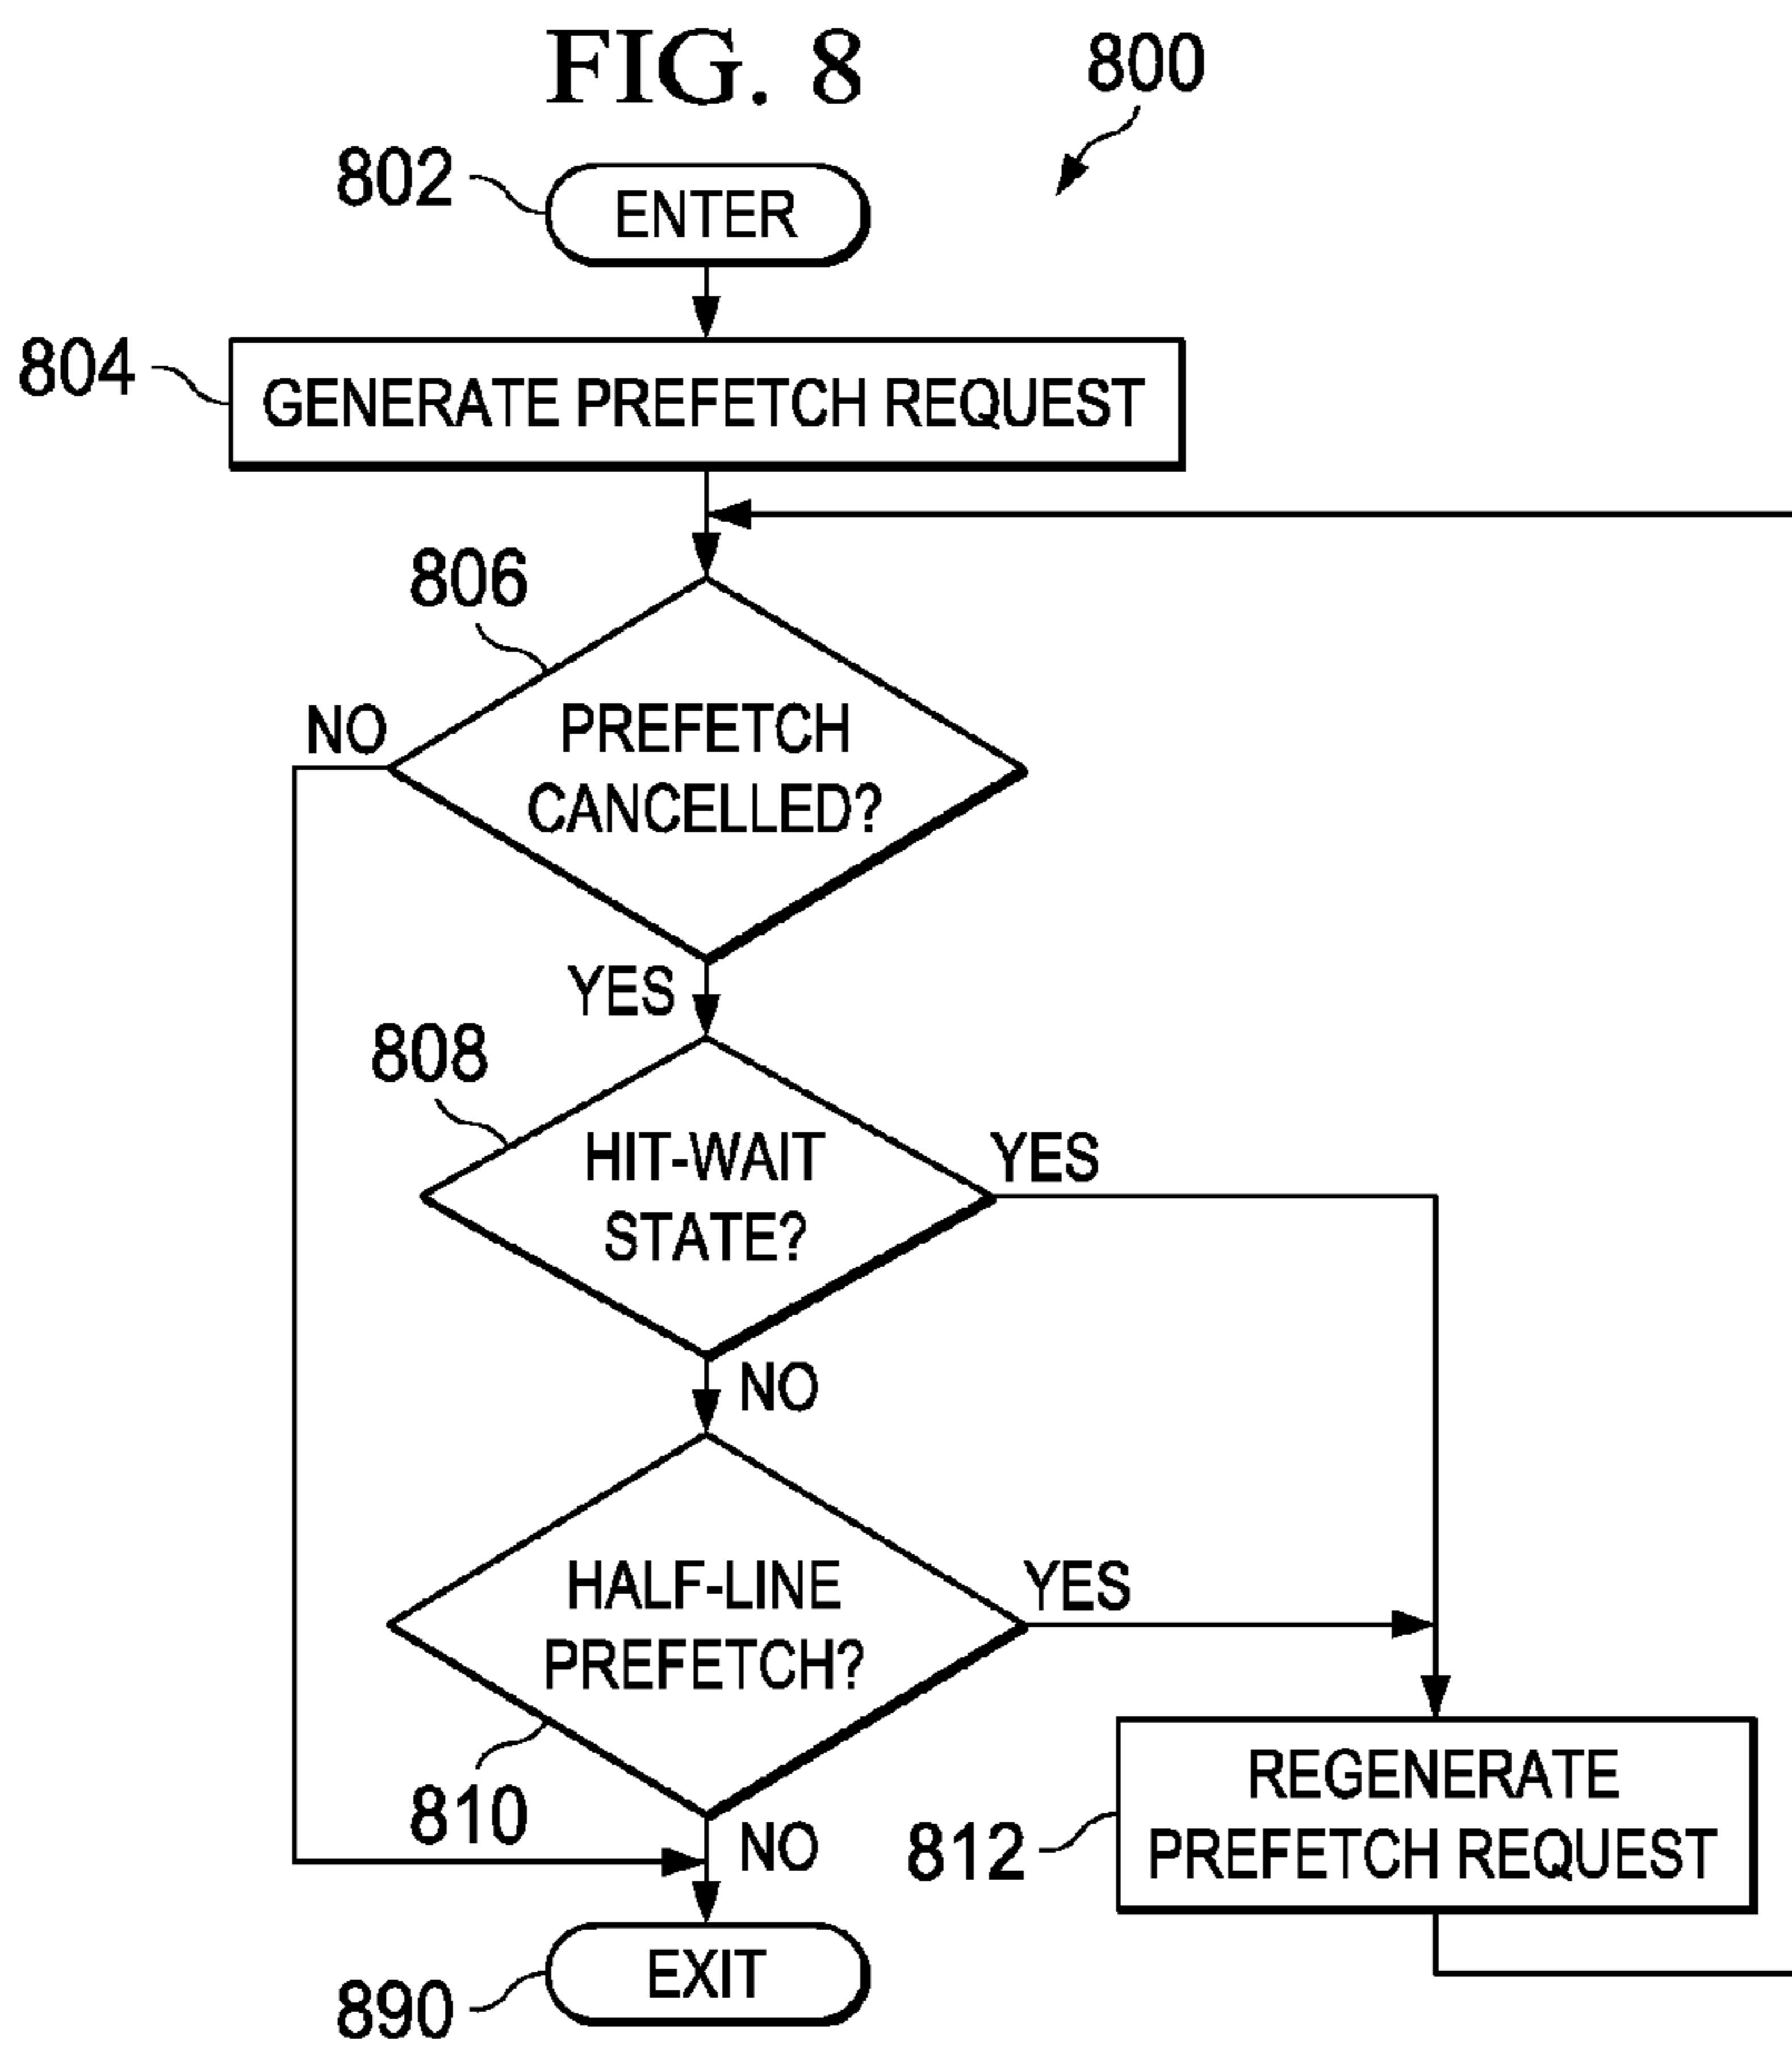 FIG. 8
800
802
ENTER
804
GENERATE PREFETCH REQUEST
806
NO
PREFETCH
CANCELLED?
YES
808
HIT-WAIT
STATE?
YES
NO
HALF-LINE
PREFETCH?
YES
810
NO
812
REGENERATE
PREFETCH REQUEST
890
EXIT